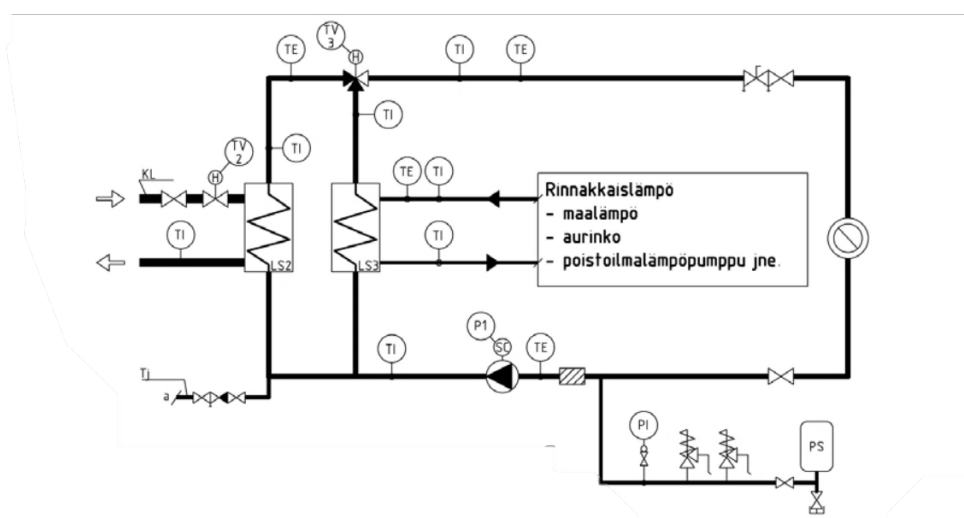 TV
3
H
TE
TI
TE
TI
TI
TV
2
H
KL
TE
TI
TI
TI
LS2
LS3
Rinnakkaislämpö
- maalämpö
- aurinko
- poistoilmalämpöpumppu jne.
P1
SC
TI
TE
Tj
a
PI
PS